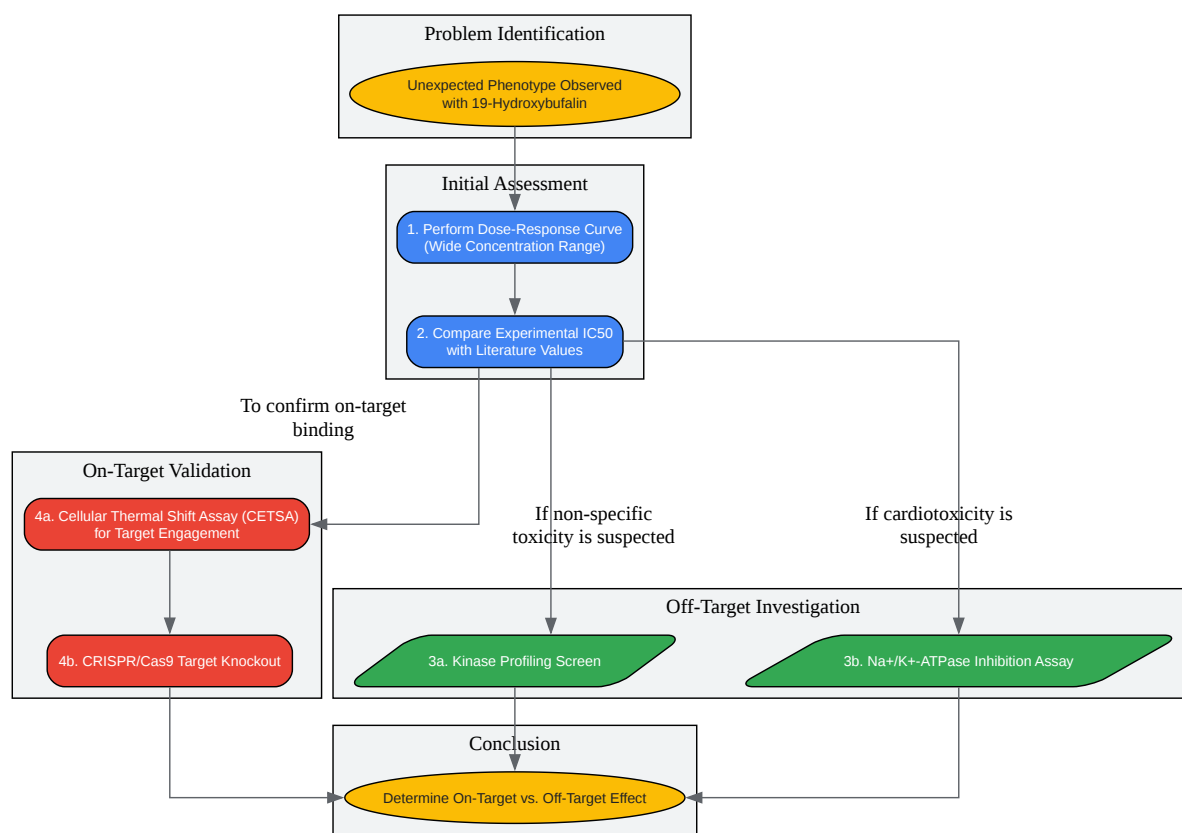 Problem Identification
Unexpected Phenotype Observed
with 19-Hydroxybufalin
Initial Assessment
1. Perform Dose-Response Curve
(Wide Concentration Range)
2. Compare Experimental IC50
with Literature Values
To confirm on-target
binding
On-Target Validation
4a. Cellular Thermal Shift Assay (CETSA)
for Target Engagement
If non-specific
toxicity is suspected
If cardiotoxicity is
suspected
Off-Target Investigation
4b. CRISPR/Cas9 Target Knockout
3a. Kinase Profiling Screen
3b. Na+/K+-ATPase Inhibition Assay
Conclusion
Determine On-Target vs. Off-Target Effect